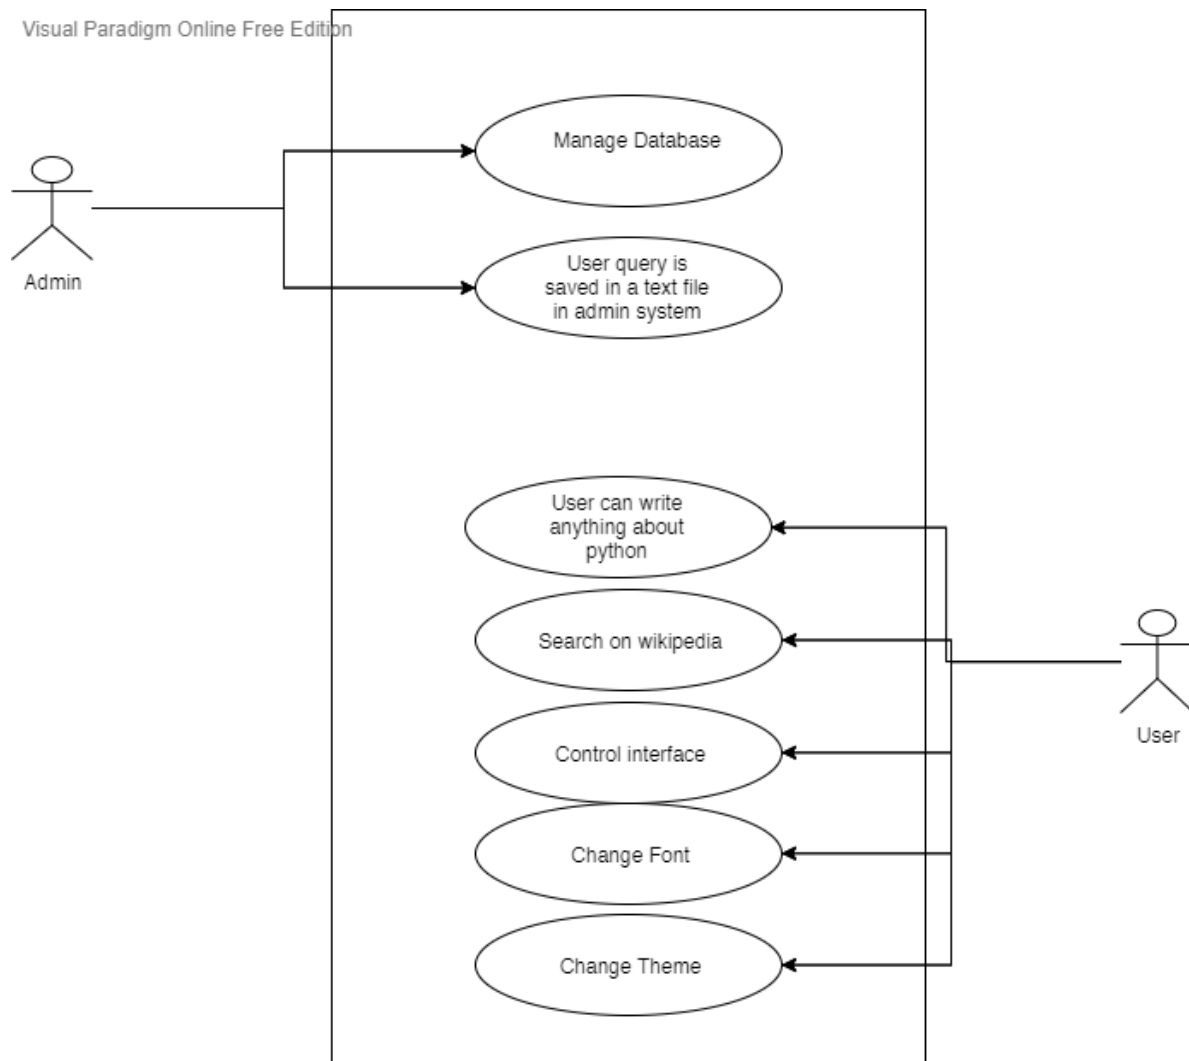 Visual Paradigm Online Free Edition
Manage Database
Admin
User query is
saved in a text file
in admin system
User can write
anything about
python
Search on wikipedia
Control interface
User
Change Font
Change Theme